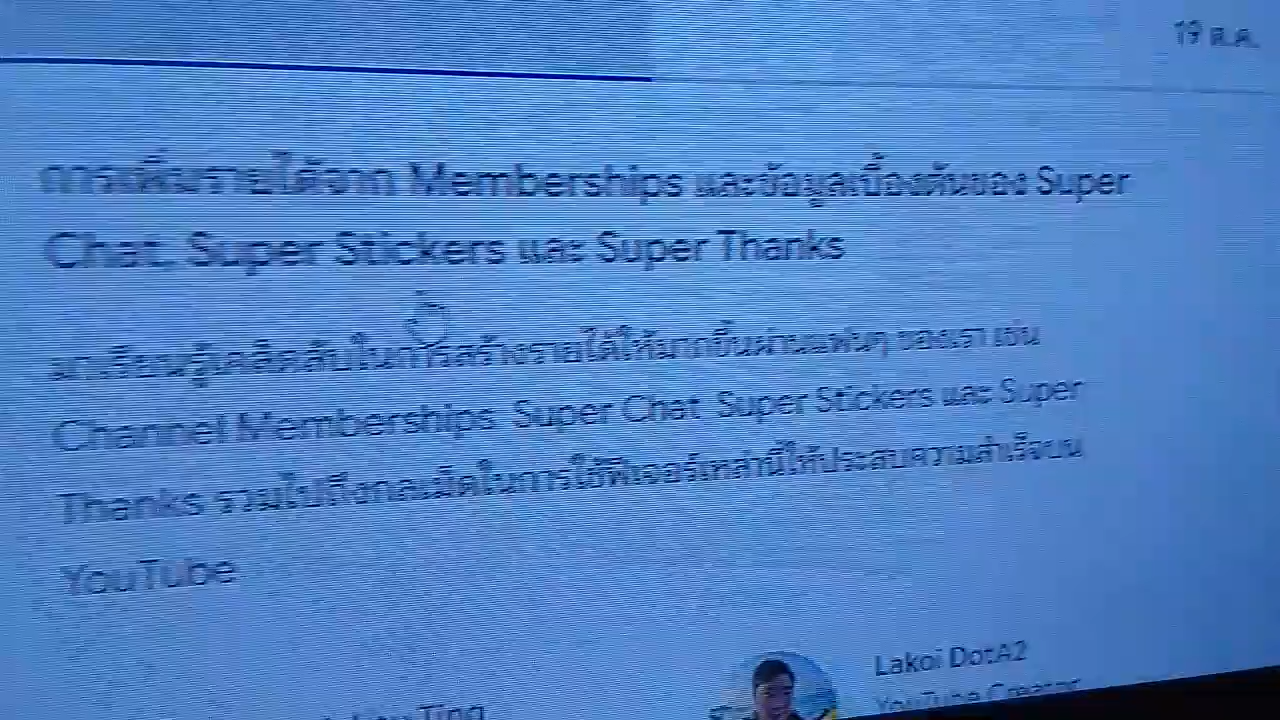 19 ต.ค.
การเพิ่มรายได้จาก Memberships และข้อมูลเบื้องต้นของ Super
Chat, Super Stickers และ Super Thanks
มาเรียนรู้เคล็ดลับในการสร้างรายได้ให้มากขึ้นผ่านแฟนๆ ของเรา เช่น
Channel Memberships Super Chat Super Stickers และ Super
Thanks รวมไปถึงกลเม็ดในการใช้ฟีเจอร์เหล่านี้ให้ประสบความสำเร็จบน
YouTube
Lakoi DotA2
YouTube Creator
Ting